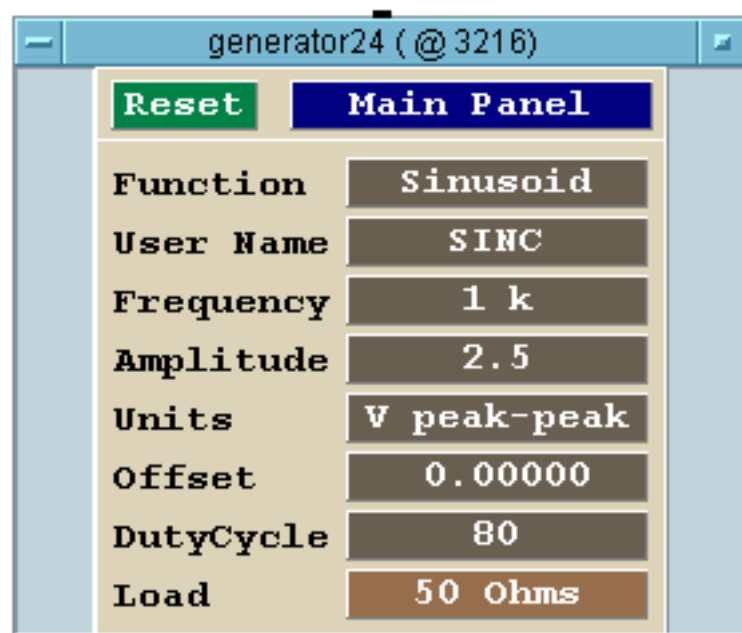 generator24 ( @ 3216)
Reset Main Panel
Function Sinusoid
User Name SINC
Frequency 1 k
Amplitude 2.5
Units V peak-peak
Offset 0.00000
DutyCycle 80
Load 50 Ohms